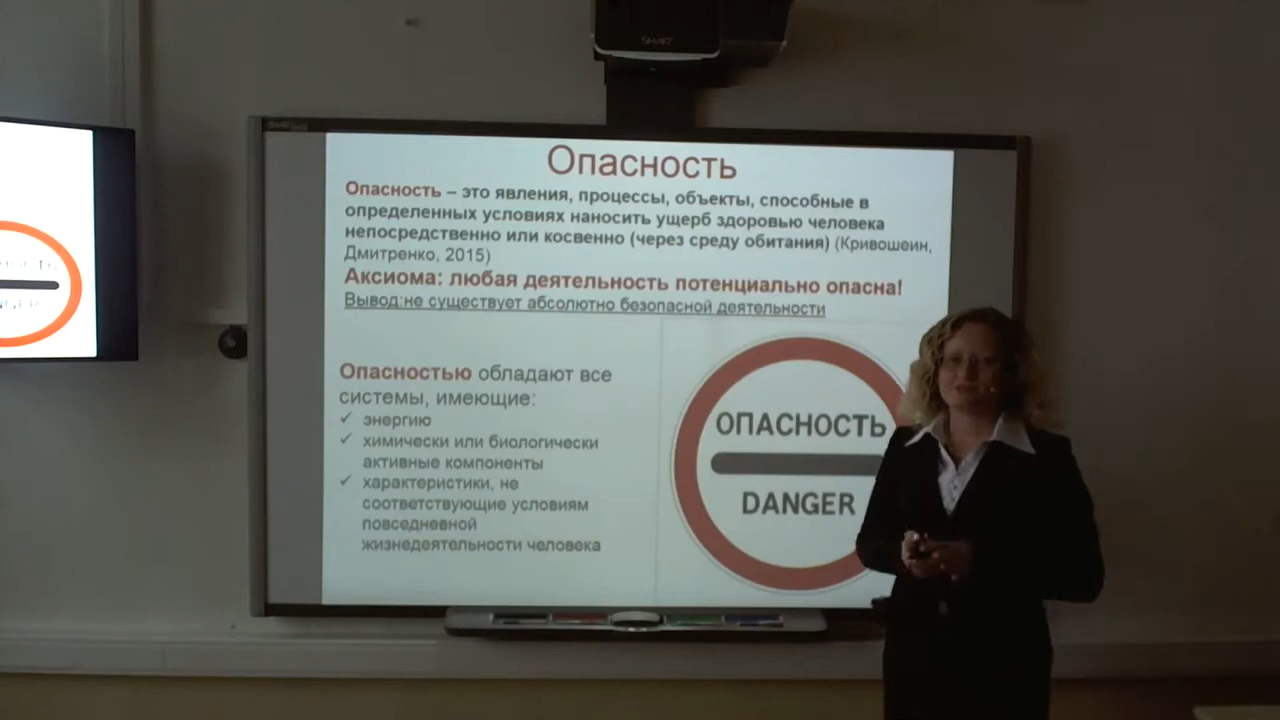 SMART
Опасность
Опасность – это явления, процессы, объекты, способные в
определенных условиях наносить ущерб здоровью человека
непосредственно или косвенно (через среду обитания) (Кривошеин,
Дмитренко, 2015)
Аксиома: любая деятельность потенциально опасна!
Вывод:не существует абсолютно безопасной деятельности
Опасностью обладают все
системы, имеющие:
энергию
химически или биологически
активные компоненты
характеристики, не
соответствующие условиям
повседневной
жизнедеятельности человека
ОПАСНОСТЬ
DANGER